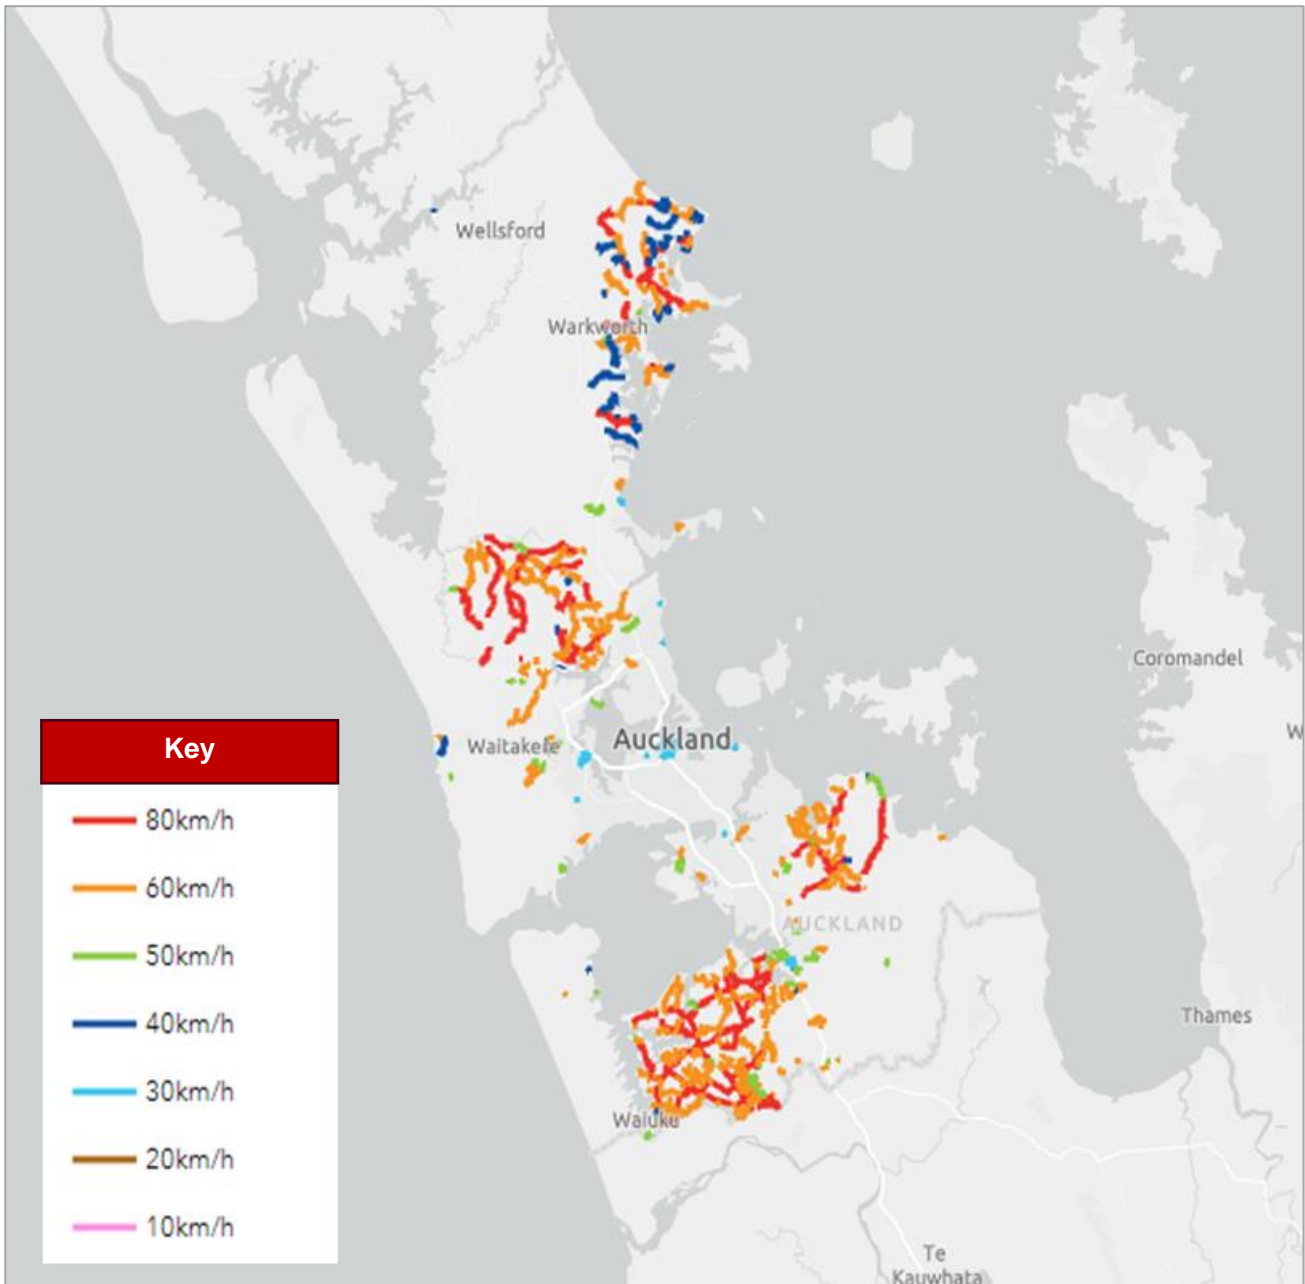 Wellsford
Warkworth
Coromandel
W
Auckland
Waitakere
AUCKLAND
Thames
Waiuku
Te
Kauwhata
Key
80km/h
60km/h
50km/h
40km/h
30km/h
20km/h
10km/h